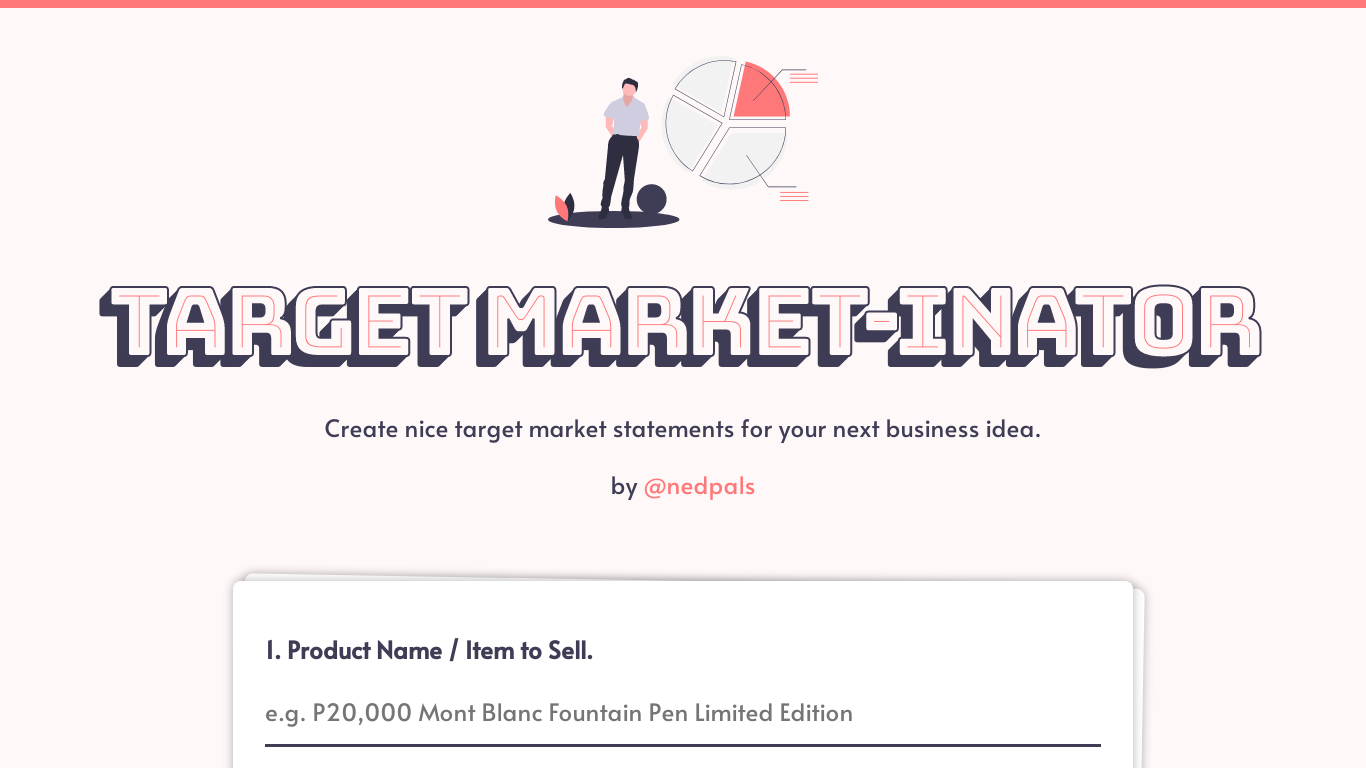 TARGET MARKET-INATOR
Create nice target market statements for your next business idea.
by @nedpals
1. Product Name / Item to Sell.
e.g. P20,000 Mont Blanc Fountain Pen Limited Edition